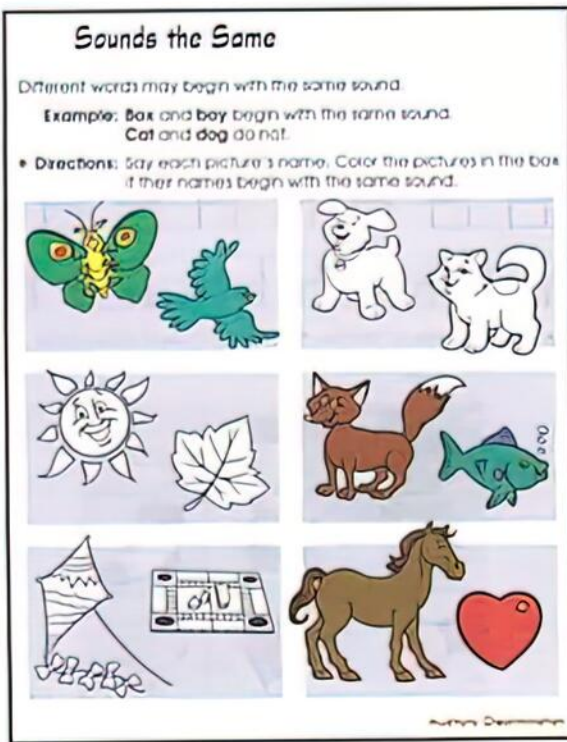 Sounds the Same
Different words may begin with the same sound.
Example: Box and boy begin with the same sound.
Cat and dog do not.
• Directions: Say each picture's name. Color the pictures in the box
if their names begin with the same sound.